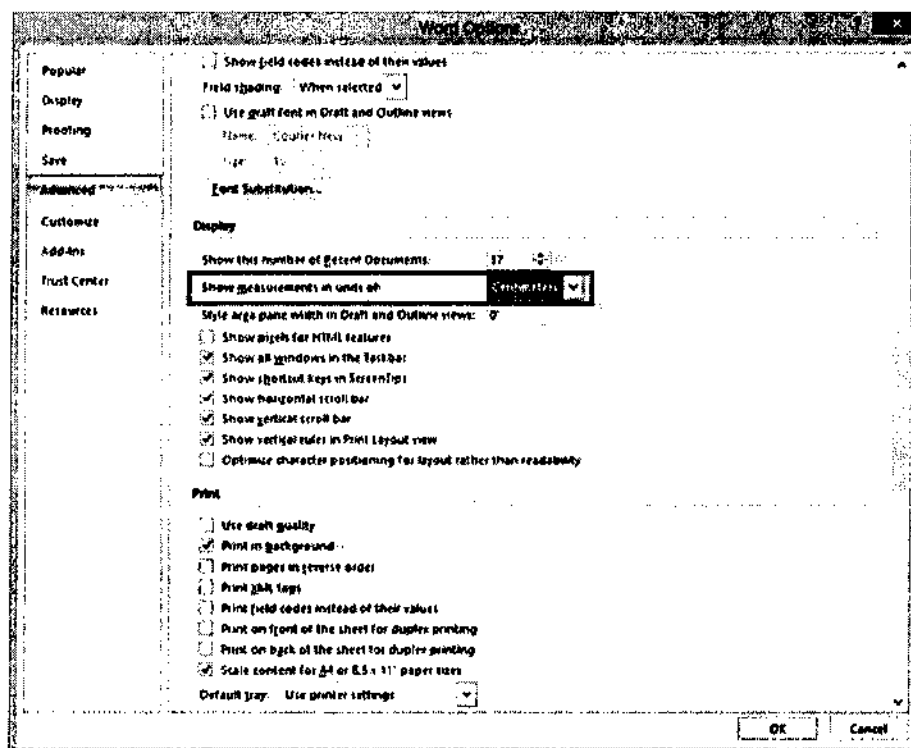 Word Options
Popular
Display
Proofing
Save
Advanced
Customize
Add-Ins
Trust Center
Resources
Show field codes instead of their values
Field shading: When selected
Use draft font in Draft and Outline views
Name: Courier New
Size: 10
Font Substitution...
Display
Show this number of Recent Documents: 17
Show measurements in units of: Centimeters
Style area pane width in Draft and Outline views: 0"
Show pixels for HTML features
Show all windows in the Taskbar
Show shortcut keys in ScreenTips
Show horizontal scroll bar
Show vertical scroll bar
Show vertical ruler in Print Layout view
Optimize character positioning for layout rather than readability
Print
Use draft quality
Print in background
Print pages in reverse order
Print XML tags
Print field codes instead of their values
Print on front of the sheet for duplex printing
Print on back of the sheet for duplex printing
Scale content for A4 or 8.5 x 11" paper sizes
Default tray: Use printer settings
OK Cancel